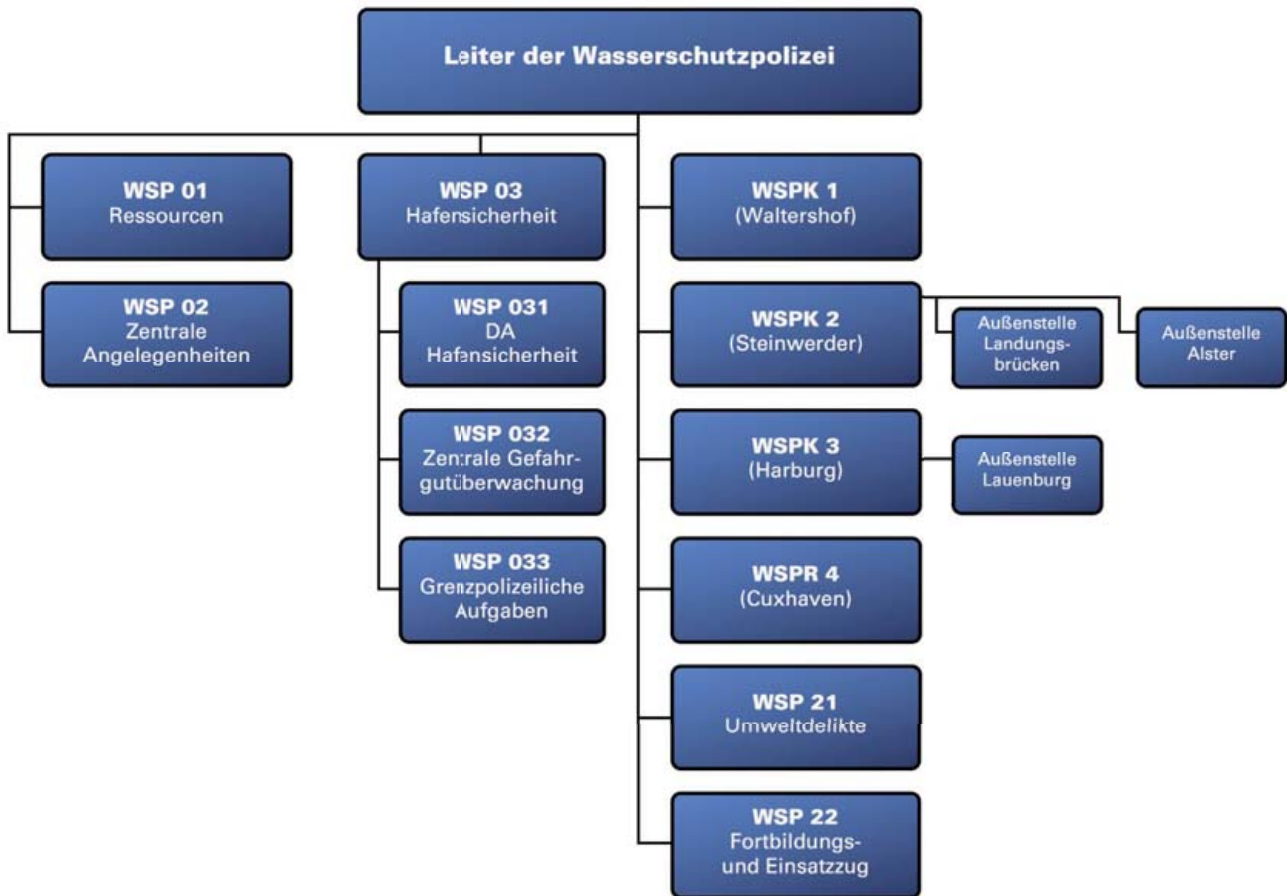 Leiter der Wasserschutzpolizei
WSP 01
Ressourcen
WSP 02
Zentrale
Angelegenheiten
WSP 03
Hafensicherheit
WSP 031
DA
Hafensicherheit
WSP 032
Zentrale Gefahr-
gutüberwachung
WSP 033
Grenzpolizeiliche
Aufgaben
WSPK 1
(Waltershof)
WSPK 2
(Steinwerder)
Außenstelle
Landungs-
brücken
Außenstelle
Alster
WSPK 3
(Harburg)
Außenstelle
Lauenburg
WSPR 4
(Cuxhaven)
WSP 21
Umweltdelikte
WSP 22
Fortbildungs-
und Einsatzzug